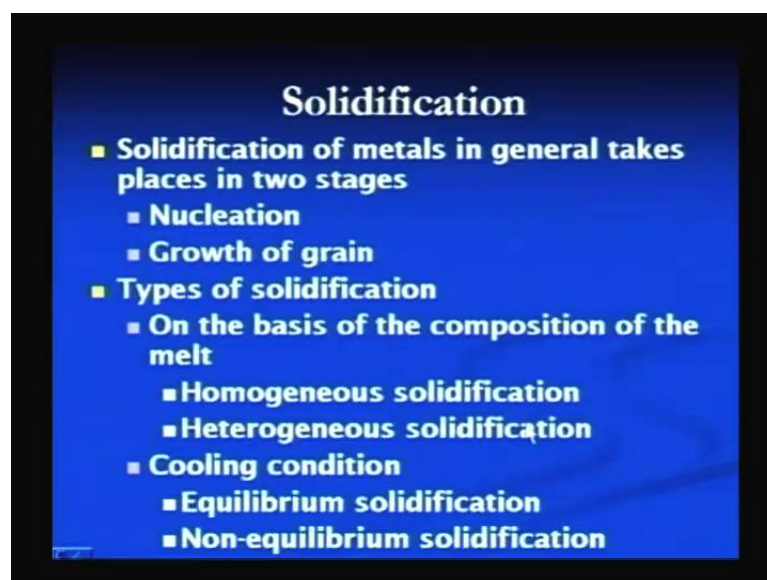 Solidification
Solidification of metals in general takes
places in two stages
Nucleation
Growth of grain
Types of solidification
On the basis of the composition of the
melt
Homogeneous solidification
Heterogeneous solidification
Cooling condition
Equilibrium solidification
Non-equilibrium solidification